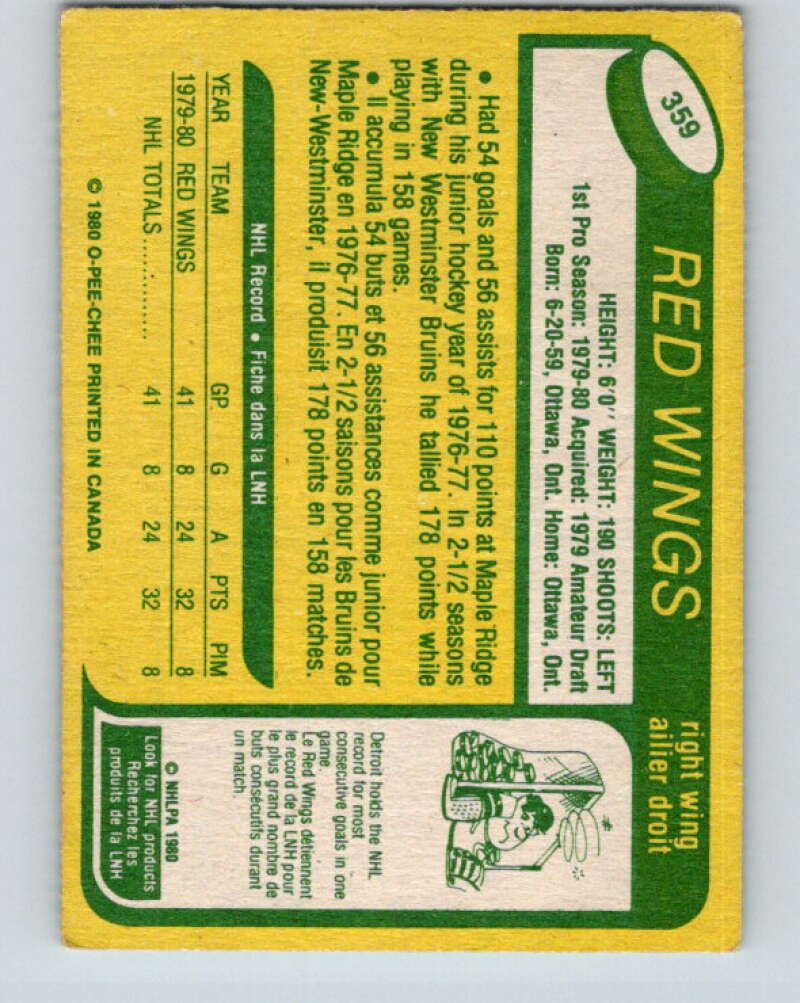 359
RED WINGS
right wing
ailier droit
HEIGHT: 6'0" WEIGHT: 190 SHOOTS: LEFT
1st Pro Season: 1979-80 Acquired: 1979 Amateur Draft
Born: 6-20-59, Ottawa, Ont. Home: Ottawa, Ont.
• Had 54 goals and 56 assists for 110 points at Maple Ridge
during his junior hockey year of 1976-77. In 2-1/2 seasons
with New Westminster Bruins he tallied 178 points while
playing in 158 games.
• Il accumula 54 buts et 56 assistances comme junior pour
Maple Ridge en 1976-77. En 2-1/2 saisons pour les Bruins de
New-Westminster, il produisit 178 points en 158 matches.
NHL Record • Fiche dans la LNH
YEAR TEAM GP G A PTS PIM
1979-80 RED WINGS 41 8 24 32 8
NHL TOTALS ............... 41 8 24 32 8
© 1980 O-PEE-CHEE PRINTED IN CANADA
Detroit holds the NHL
record for most
consecutive goals in one
game.
Le Red Wings détiennent
le record de la LNH pour
le plus grand nombre de
buts consécutifs durant
un match.
© NHLPA 1980
Look for NHL products
Recherchez les
produits de la LNH